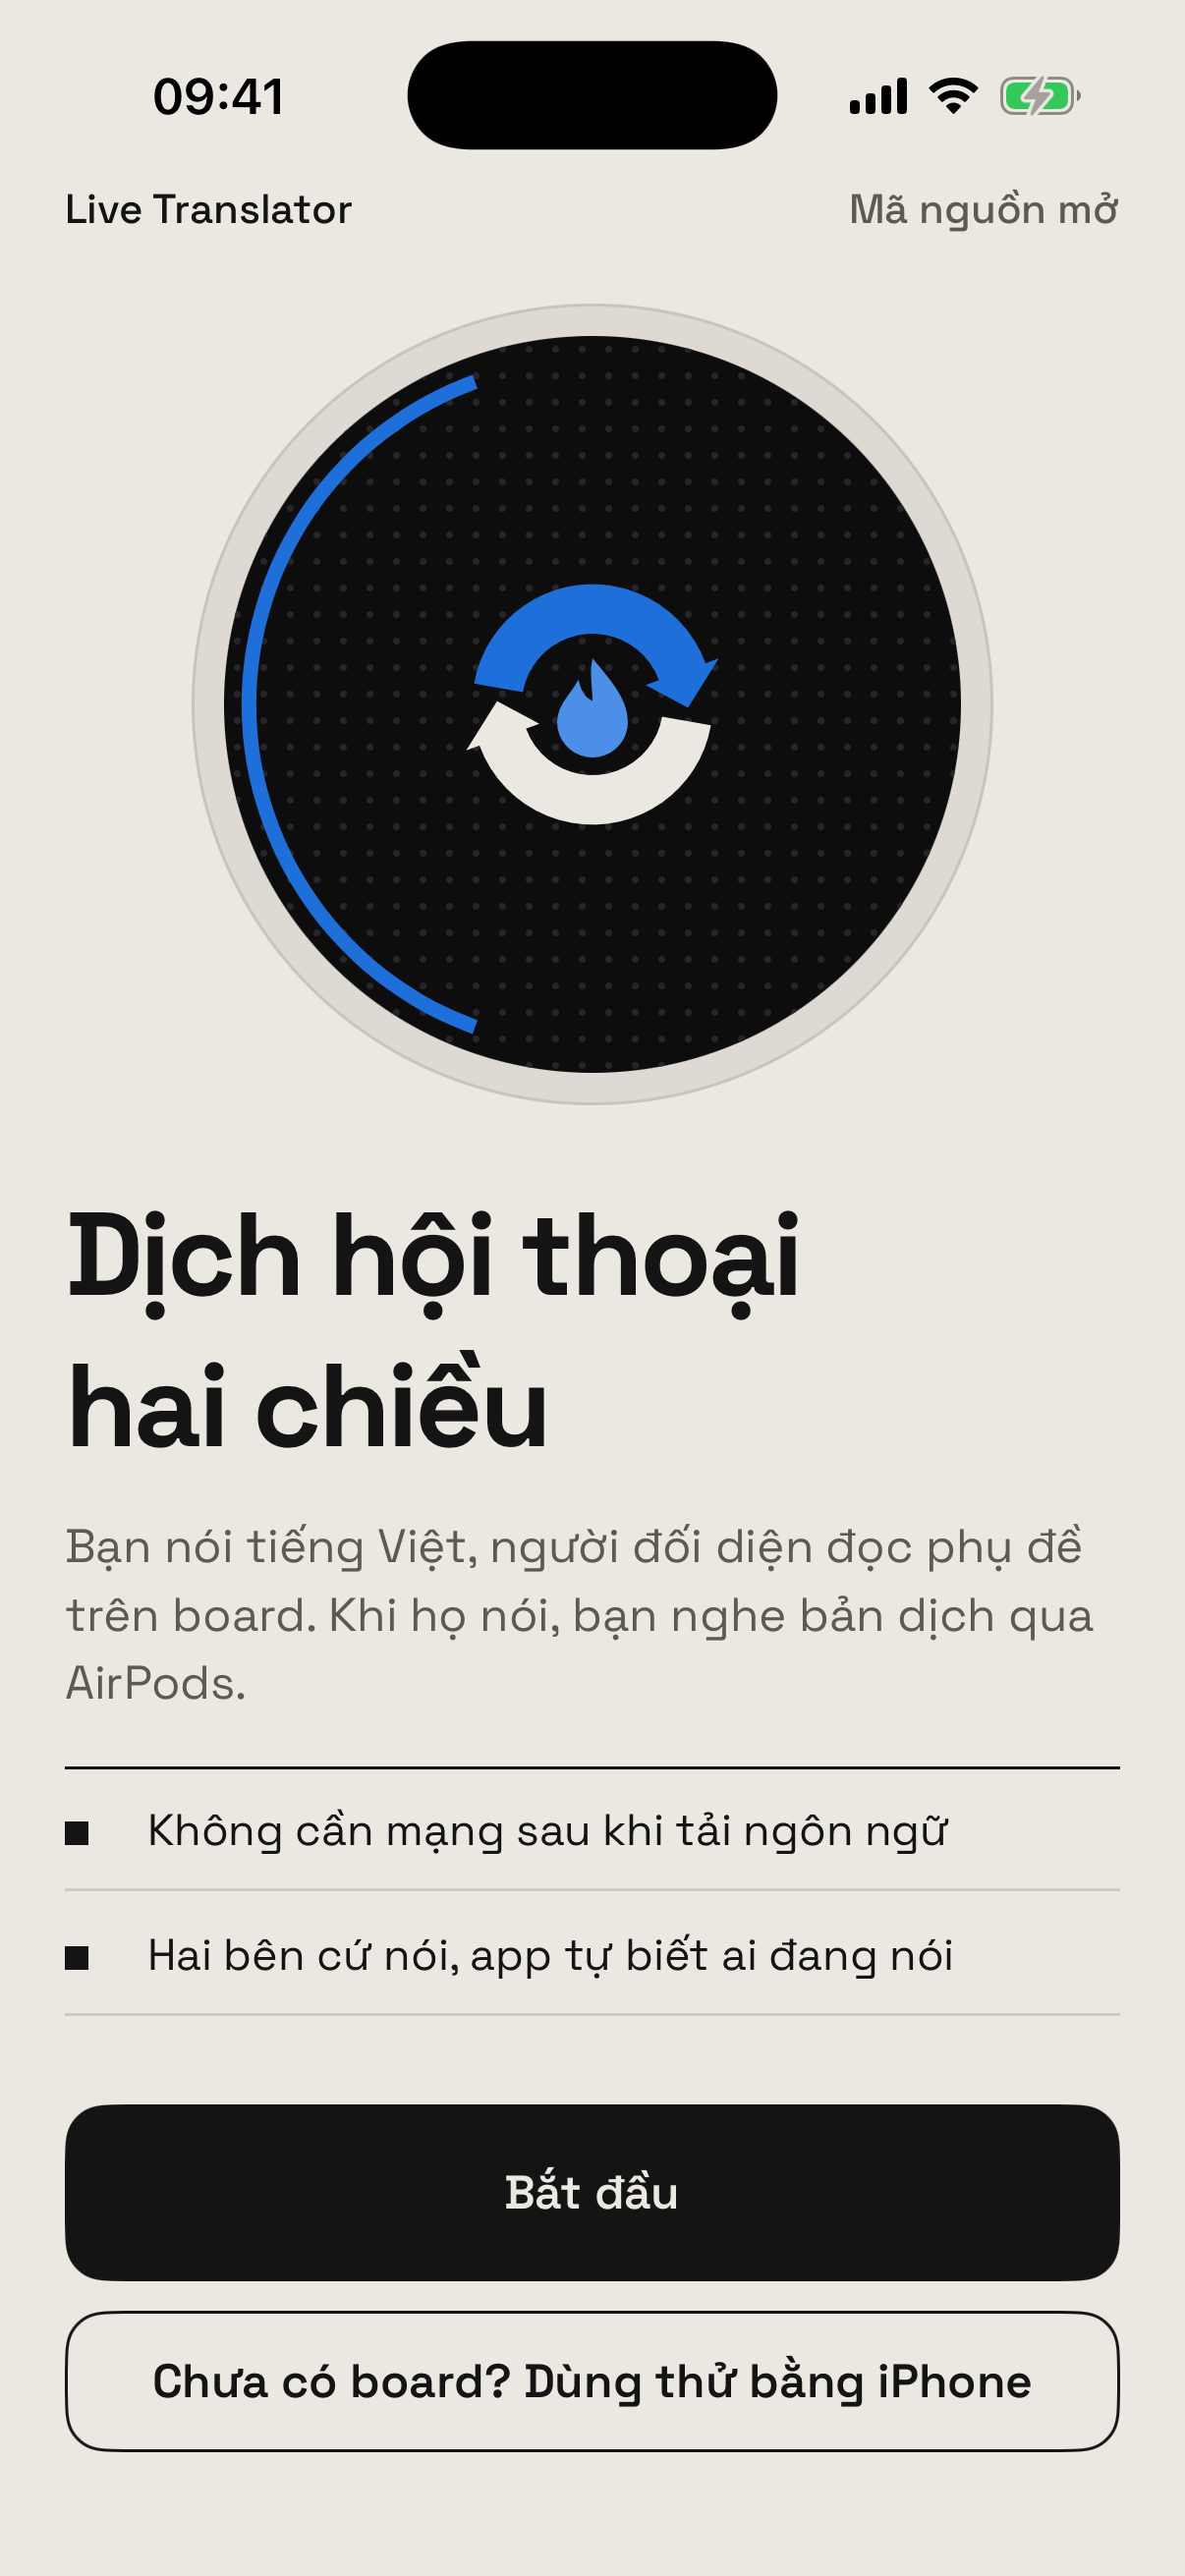 09:41
Live Translator
Mã nguồn mở
Dịch hội thoại
hai chiều
Bạn nói tiếng Việt, người đối diện đọc phụ đề
trên board. Khi họ nói, bạn nghe bản dịch qua
AirPods.
Không cần mạng sau khi tải ngôn ngữ
Hai bên cứ nói, app tự biết ai đang nói
Bắt đầu
Chưa có board? Dùng thử bằng iPhone